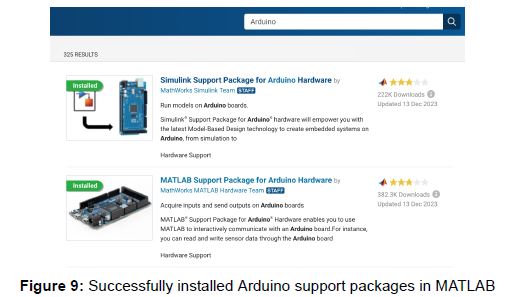 Arduino
325 RESULTS
Installed
Simulink Support Package for Arduino Hardware by
MathWorks Simulink Team STAFF
Run models on Arduino boards.
Simulink® Support Package for Arduino® hardware will empower you with
the latest Model-Based Design technology to create embedded systems on
Arduino, from simulation to
Hardware Support
222K Downloads
Updated 13 Dec 2023
Installed
MATLAB Support Package for Arduino Hardware by
MathWorks MATLAB Hardware Team STAFF
Acquire inputs and send outputs on Arduino boards
MATLAB® Support Package for Arduino® Hardware enables you to use
MATLAB to interactively communicate with an Arduino board.For instance,
you can read and write sensor data through the Arduino board
Hardware Support
382.3K Downloads
Updated 13 Dec 2023
Figure 9: Successfully installed Arduino support packages in MATLAB